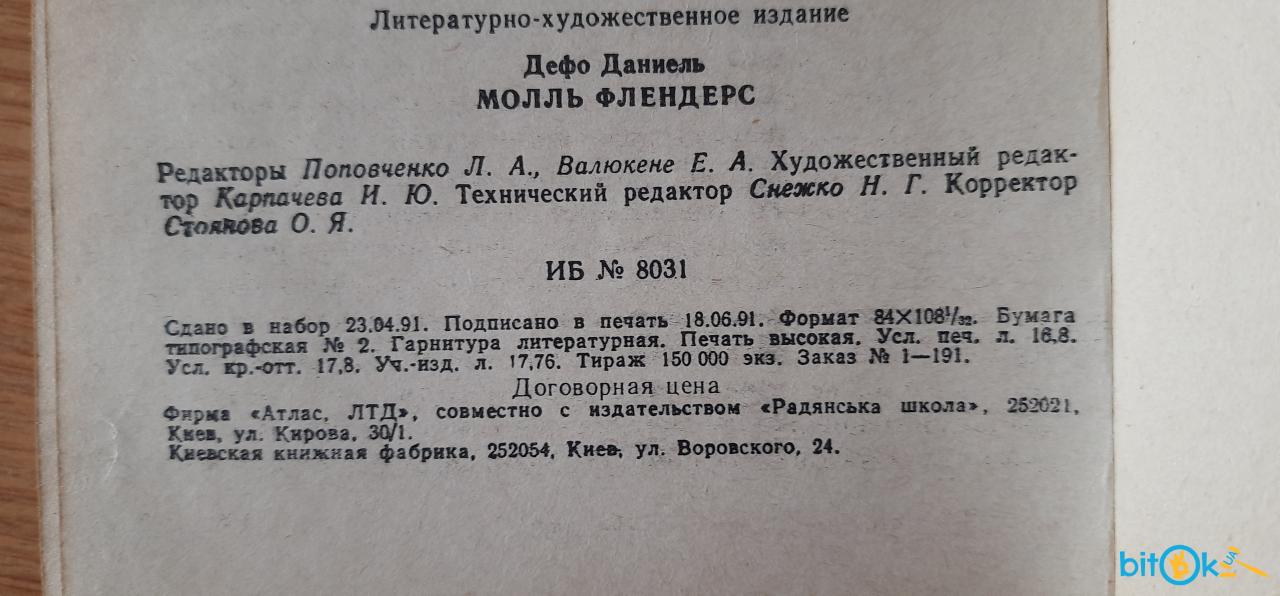 Литературно-художественное издание
Дефо Даниель
МОЛЛЬ ФЛЕНДЕРС
Редакторы Поповченко Л. А., Валюкене Е. А. Художественный редак-
тор Карпачева И. Ю. Технический редактор Снежко Н. Г. Корректор
Стоянова О. Я.
ИБ № 8031
Сдано в набор 23.04.91. Подписано в печать 18.06.91. Формат 84×108¹/₃₂. Бумага
типографская № 2. Гарнитура литературная. Печать высокая. Усл. печ. л. 16,8.
Усл. кр.-отт. 17,8. Уч.-изд. л. 17,76. Тираж 150 000 экз. Заказ № 1—191.
Договорная цена
Фирма «Атлас, ЛТД», совместно с издательством «Радянська школа», 252021,
Киев, ул. Кирова, 30/1.
Киевская книжная фабрика, 252054, Киев, ул. Воровского, 24.
bitOk UA